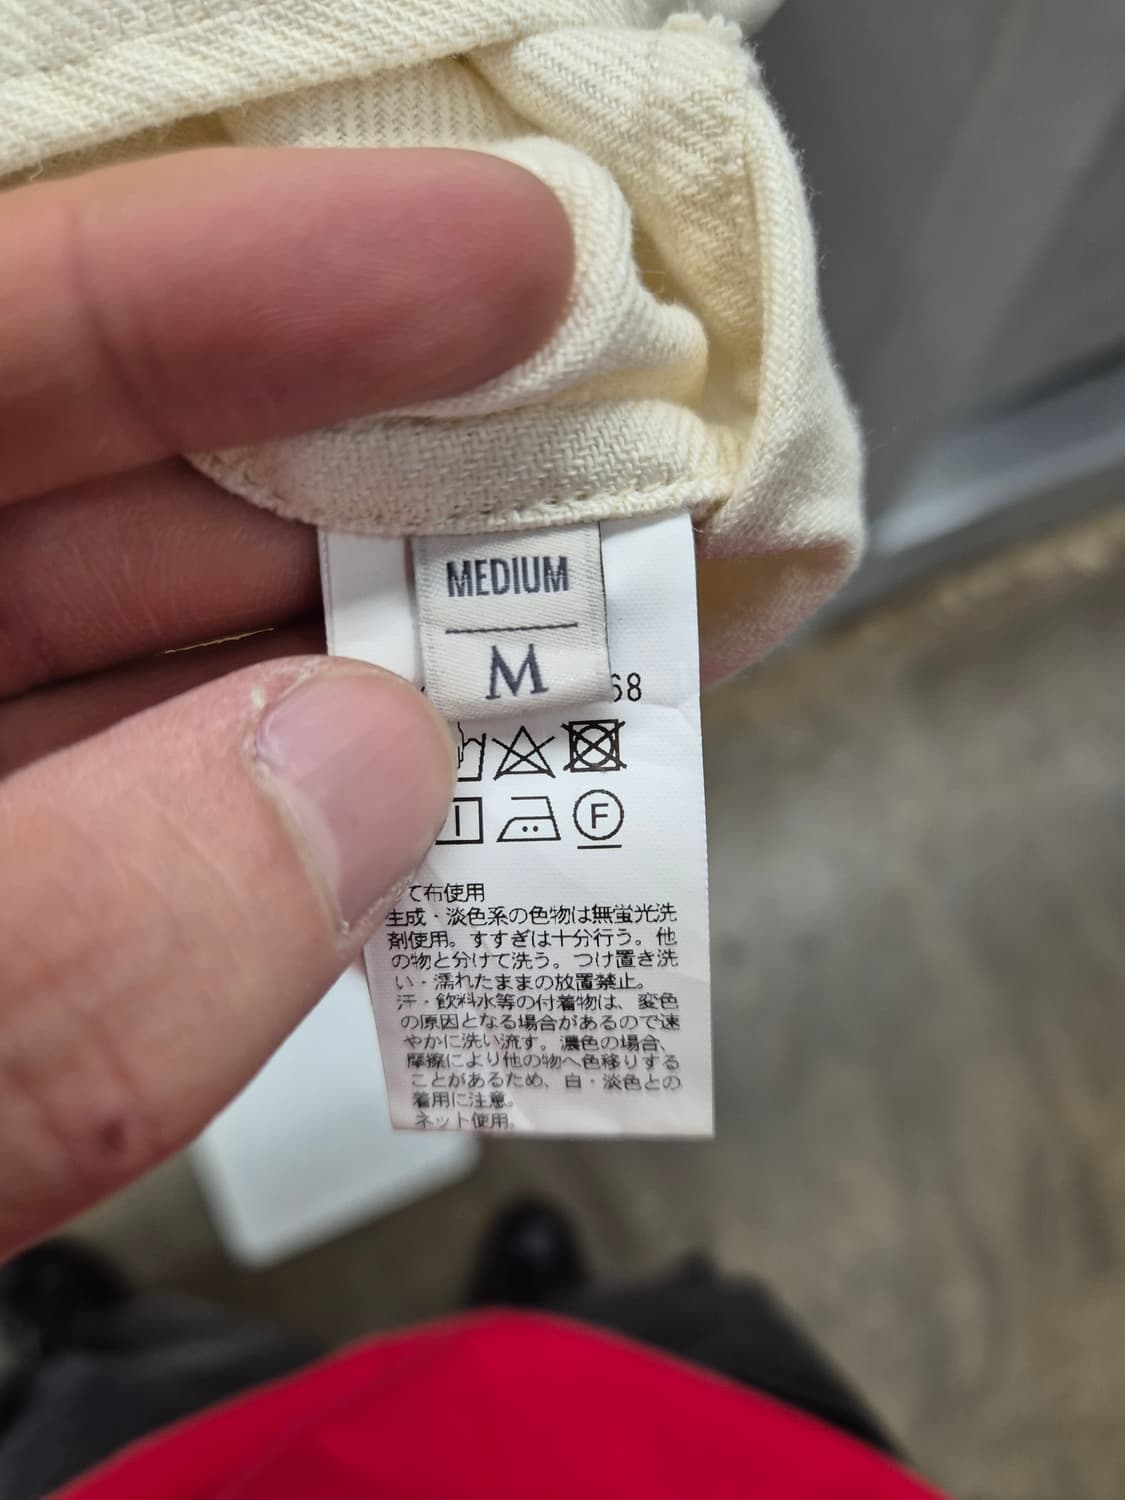 MEDIUM
M
68
F
て布使用
生成・淡色系の色物は無蛍光洗
剤使用。すすぎは十分行う。他
の物と分けて洗う。つけ置き洗
い・濡れたままの放置禁止。
汗・飲料水等の付着物は、変色
の原因となる場合があるので速
やかに洗い流す。濃色の場合、
摩擦により他の物へ色移りする
ことがあるため、白・淡色との
着用に注意。
ネット使用。